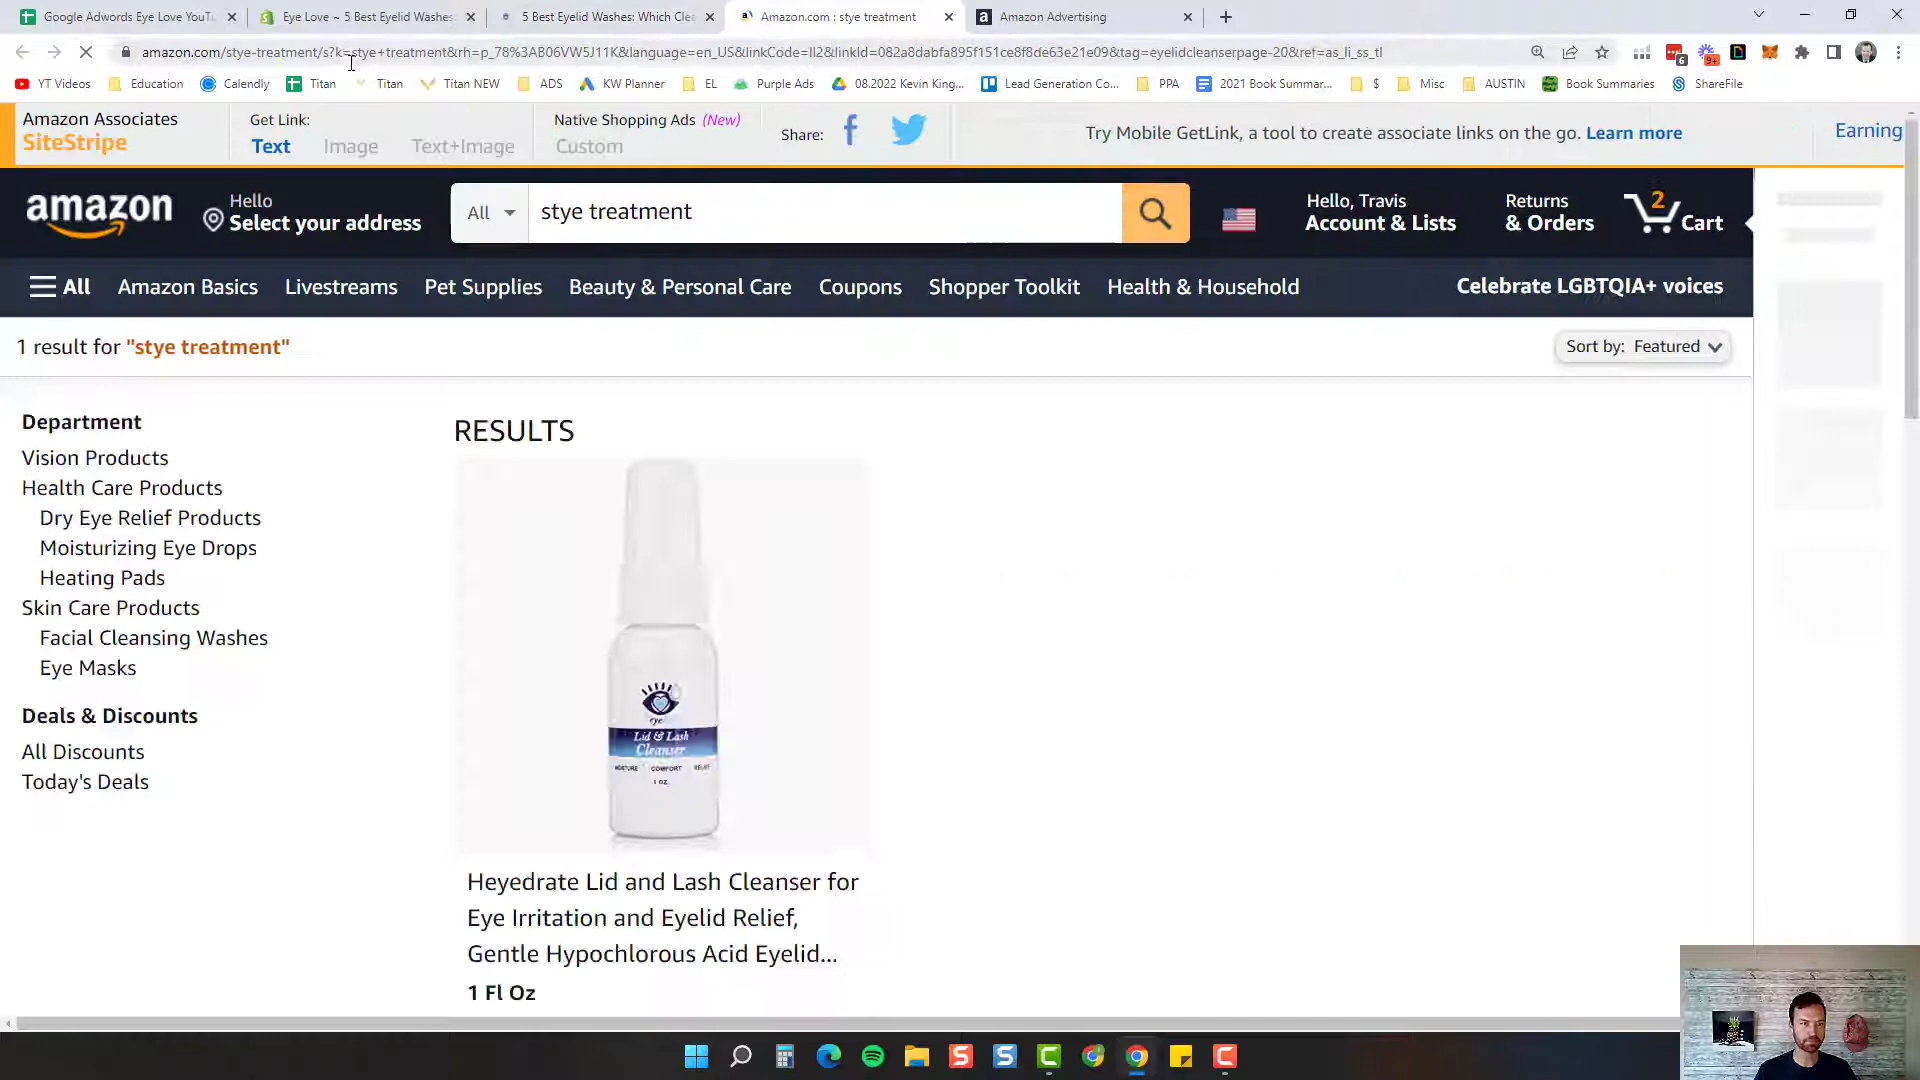 Google Adwords Eye Love YouTu
Eye Love ~ 5 Best Eyelid Washes
5 Best Eyelid Washes: Which Cle
Amazon.com : stye treatment
Amazon Advertising
amazon.com/stye-treatment/s?k=stye+treatment&rh=p_78%3AB06VW5J11K&language=en_US&linkCode=ll2&linkId=082a8dabfa895f151ce8f8de63e21e09&tag=eyelidcleanserpage-20&ref=as_li_ss_tl
6
9+
YT Videos
Education
Calendly
Titan
Titan
Titan NEW
ADS
KW Planner
EL
Purple Ads
08.2022 Kevin King...
Lead Generation Co...
PPA
2021 Book Summar...
$
Misc
AUSTIN
Book Summaries
ShareFile
Amazon Associates
SiteStripe
Get Link:
Text
Image
Text+Image
Native Shopping Ads (New)
Custom
Share:
Try Mobile GetLink, a tool to create associate links on the go. Learn more
Earning
amazon
Hello
Select your address
All
stye treatment
Hello, Travis
Account & Lists
Returns
& Orders
2
Cart
All
Amazon Basics
Livestreams
Pet Supplies
Beauty & Personal Care
Coupons
Shopper Toolkit
Health & Household
Celebrate LGBTQIA+ voices
1 result for "stye treatment"
Sort by: Featured
Department
Vision Products
Health Care Products
Dry Eye Relief Products
Moisturizing Eye Drops
Heating Pads
Skin Care Products
Facial Cleansing Washes
Eye Masks
Deals & Discounts
All Discounts
Today's Deals
RESULTS
Lid & Lash
Cleanser
MOISTURE COMFORT RELIEF
1 OZ.
Heyedrate Lid and Lash Cleanser for
Eye Irritation and Eyelid Relief,
Gentle Hypochlorous Acid Eyelid...
1 Fl Oz